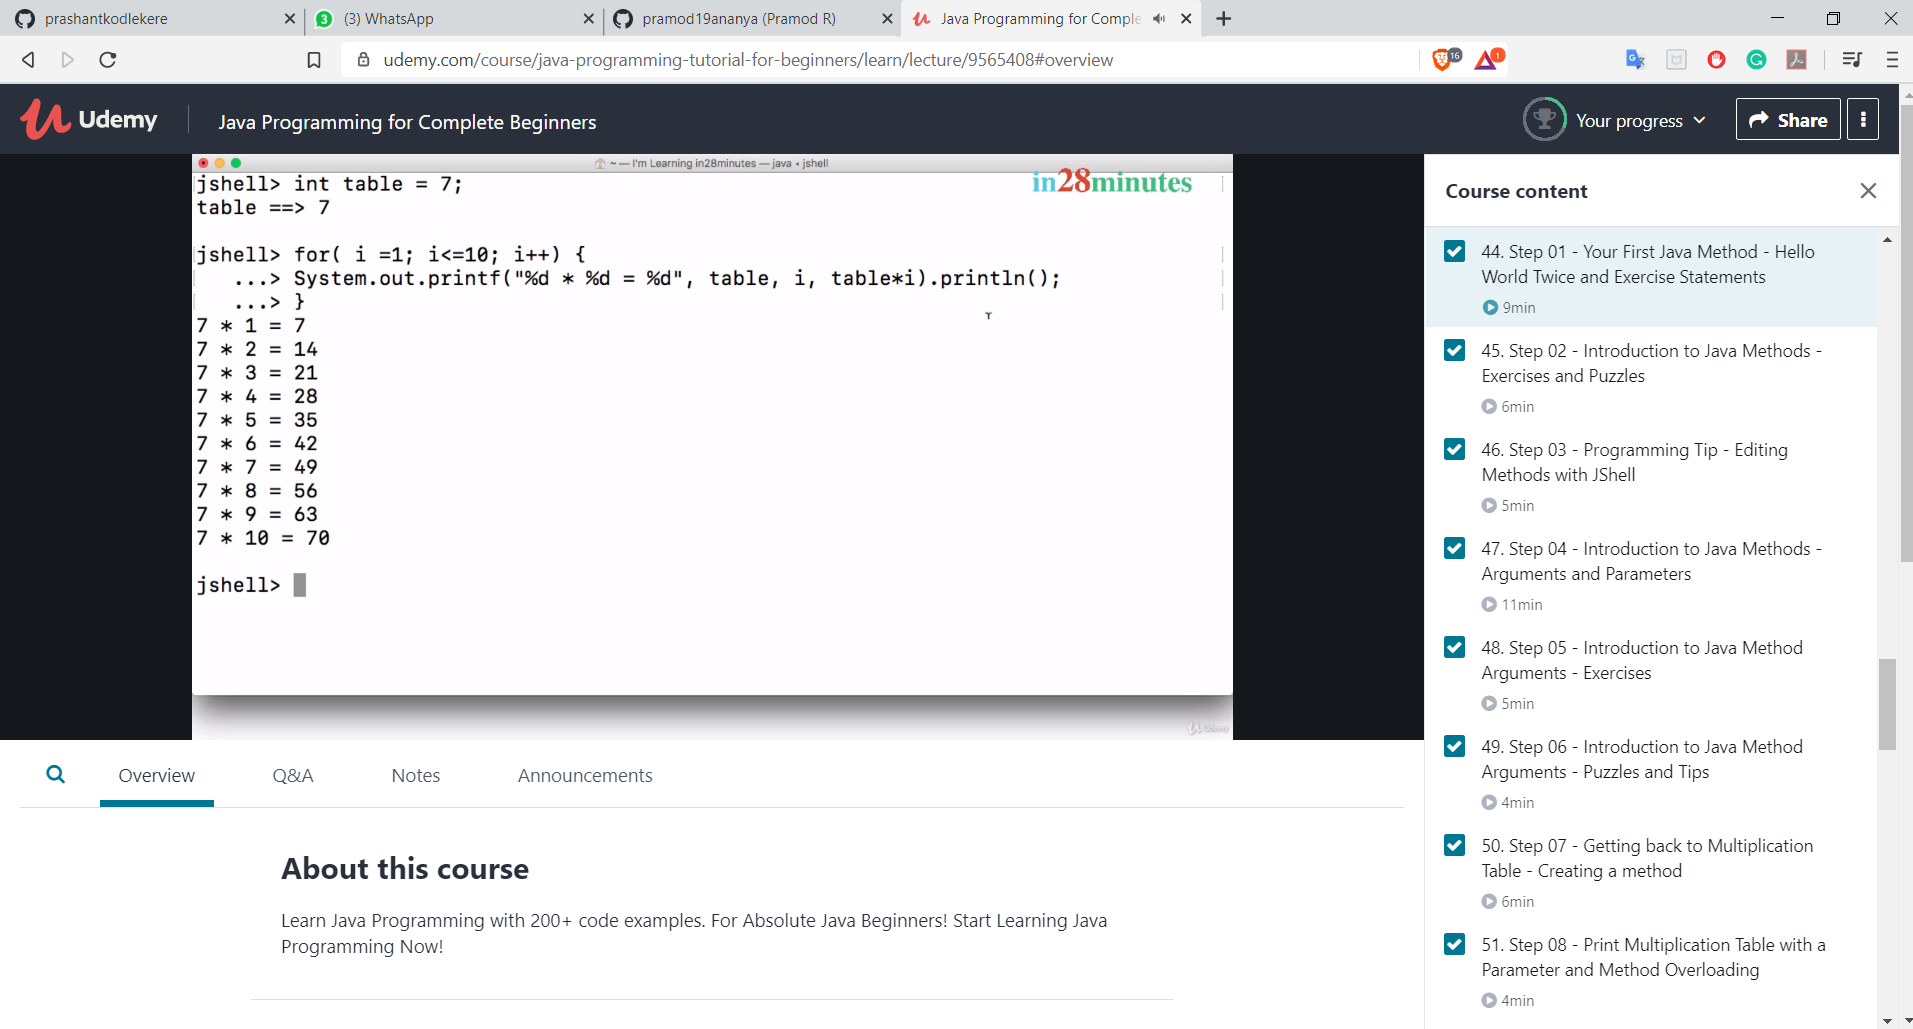 prashantkodlekere
3
(3) WhatsApp
pramod19ananya (Pramod R)
Java Programming for Comple
udemy.com/course/java-programming-tutorial-for-beginners/learn/lecture/9565408#overview
16
1
Udemy
Java Programming for Complete Beginners
Your progress
Share
~ — I'm Learning in28minutes — java ◂ jshell
in28minutes
jshell> int table = 7;
table ==> 7
jshell> for( i =1; i<=10; i++) {
...> System.out.printf("%d * %d = %d", table, i, table*i).println();
...> }
7 * 1 = 7
7 * 2 = 14
7 * 3 = 21
7 * 4 = 28
7 * 5 = 35
7 * 6 = 42
7 * 7 = 49
7 * 8 = 56
7 * 9 = 63
7 * 10 = 70
jshell>
Udemy
Overview
Q&A
Notes
Announcements
About this course
Learn Java Programming with 200+ code examples. For Absolute Java Beginners! Start Learning Java
Programming Now!
Course content
44. Step 01 - Your First Java Method - Hello
World Twice and Exercise Statements
9min
45. Step 02 - Introduction to Java Methods -
Exercises and Puzzles
6min
46. Step 03 - Programming Tip - Editing
Methods with JShell
5min
47. Step 04 - Introduction to Java Methods -
Arguments and Parameters
11min
48. Step 05 - Introduction to Java Method
Arguments - Exercises
5min
49. Step 06 - Introduction to Java Method
Arguments - Puzzles and Tips
4min
50. Step 07 - Getting back to Multiplication
Table - Creating a method
6min
51. Step 08 - Print Multiplication Table with a
Parameter and Method Overloading
4min